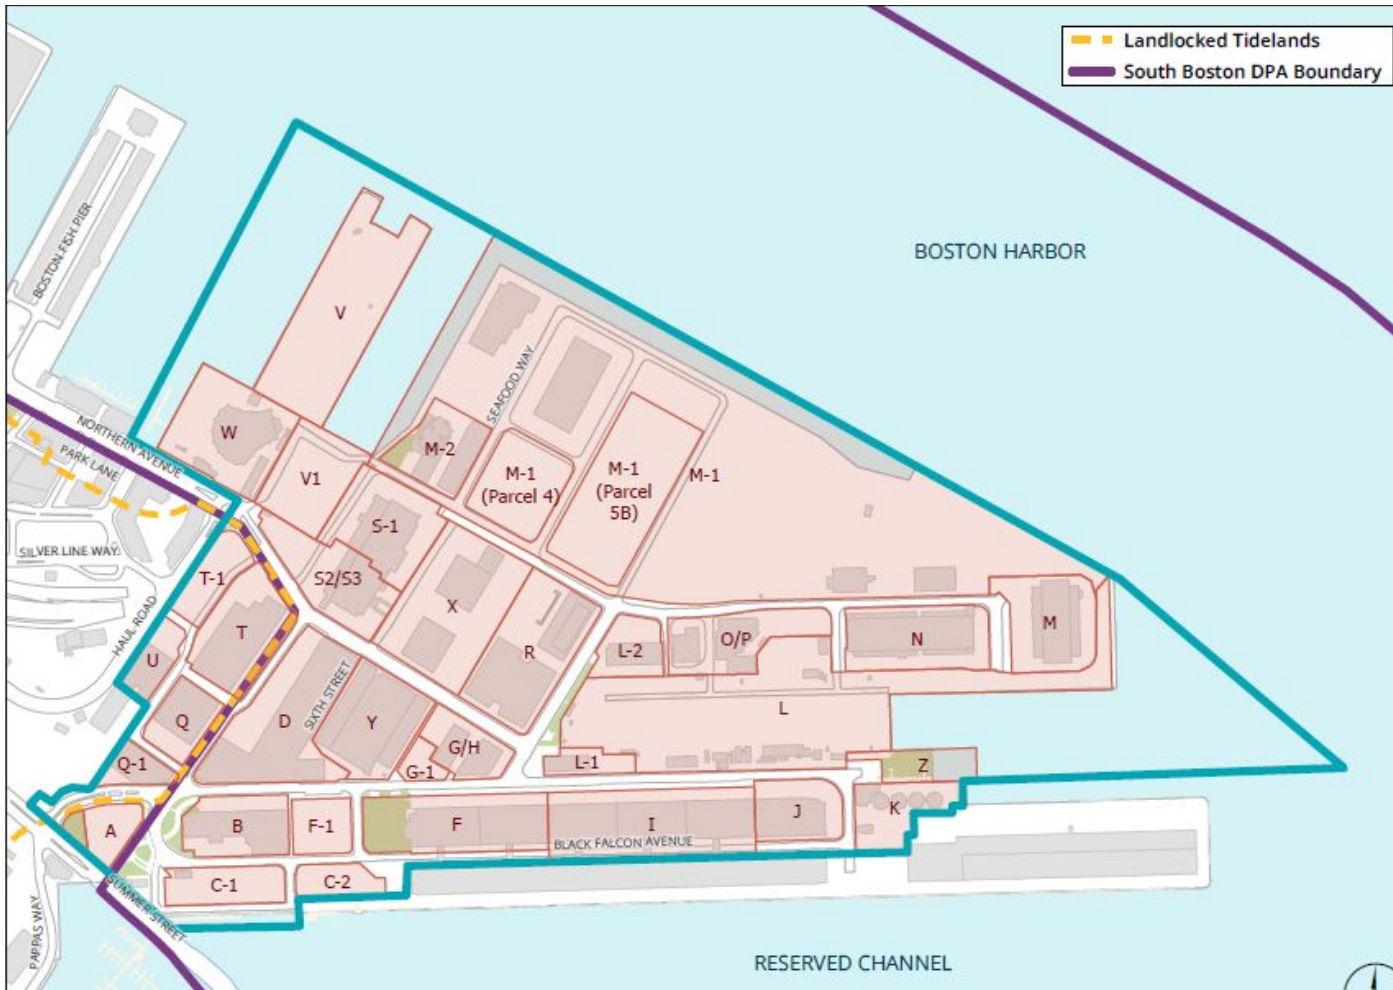 Landlocked Tidelands
South Boston DPA Boundary
BOSTON HARBOR
BOSTON FISH PIER
V
SEAFOOD WAY
NORTHERN AVENUE
PARK LANE
W
M-2
V1
M-1
(Parcel 4)
M-1
(Parcel
5B)
M-1
S-1
SILVER LINE WAY
T-1
S2/S3
HAUL ROAD
X
T
R
L-2
O/P
N
M
U
SIXTH STREET
Q
D
Y
L
G/H
Q-1
G-1
L-1
Z
A
B
F-1
F
I
J
K
BLACK FALCON AVENUE
C-1
C-2
SUMMER STREET
PAPPAS WAY
RESERVED CHANNEL